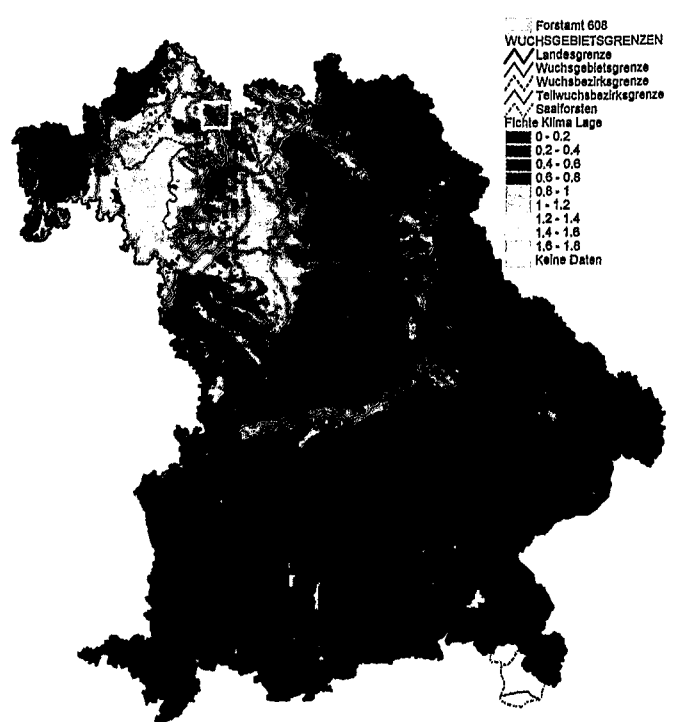 Forstamt 608
WUCHSGEBIETSGRENZEN
Landesgrenze
Wuchsgebietsgrenze
Wuchsbezirksgrenze
Teilwuchsbezirksgrenze
Saalforsten
Fichte Klima Lage
0 - 0.2
0.2 - 0.4
0.4 - 0.6
0.6 - 0.8
0.8 - 1
1 - 1.2
1.2 - 1.4
1.4 - 1.6
1.6 - 1.8
Keine Daten